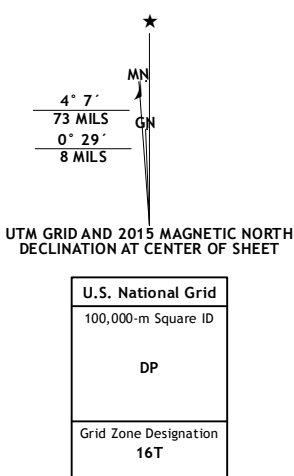 ★
MN
4° 7´
73 MILS
GN
0° 29´
8 MILS
UTM GRID AND 2015 MAGNETIC NORTH
DECLINATION AT CENTER OF SHEET
U.S. National Grid
100,000-m Square ID
DP
Grid Zone Designation
16T